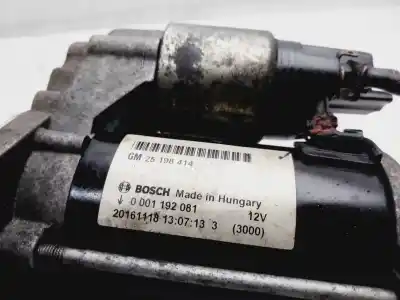 GM 25 198 414
BOSCH Made in Hungary
0 001 192 081 12V
20161118 13:07:13 3 (3000)